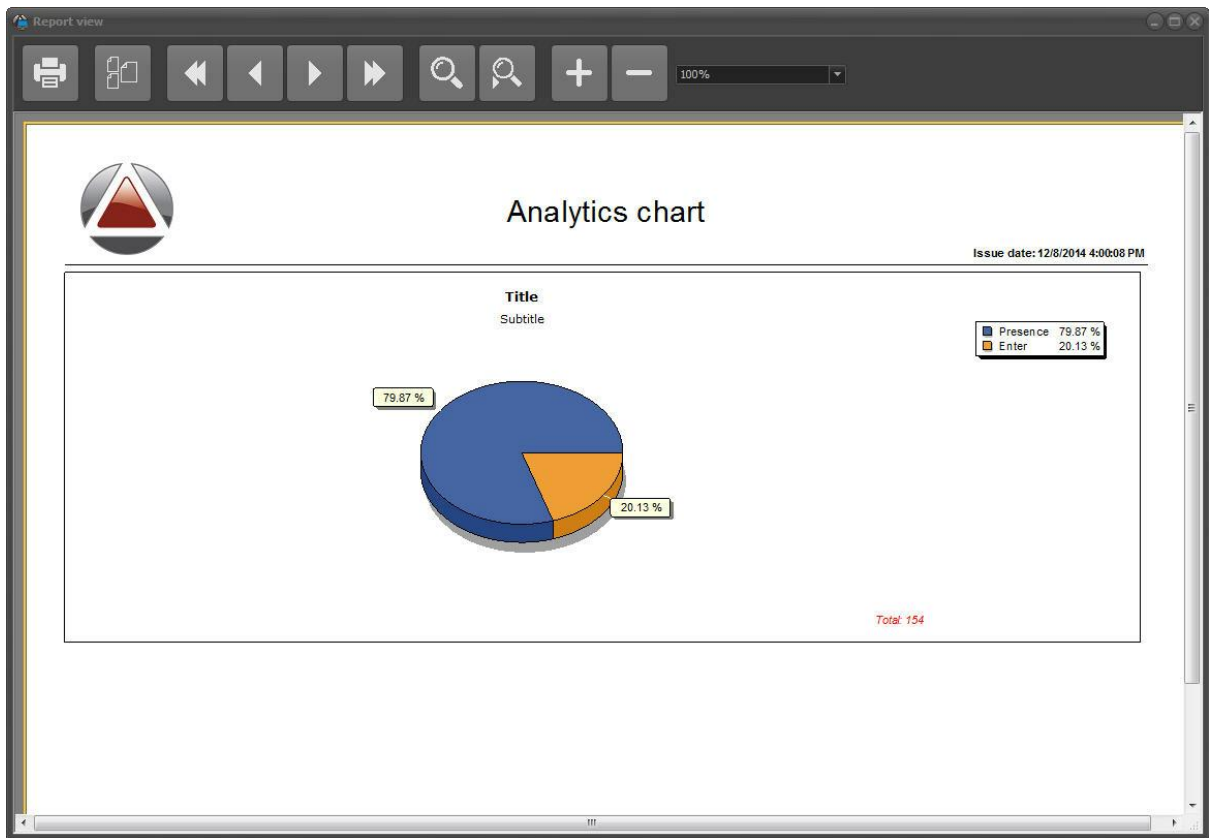 Report view
100%
Analytics chart
Issue date: 12/8/2014 4:00:08 PM
Title
Subtitle
Presence 79.87 %
Enter 20.13 %
79.87 %
20.13 %
Total: 154